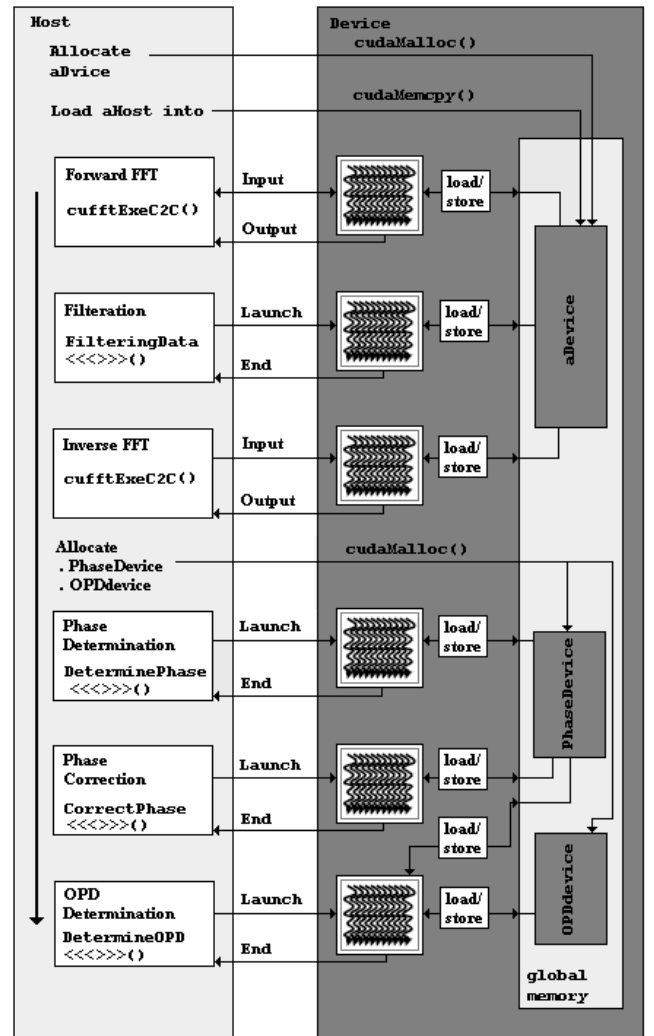 Host
Device
Allocate
aDvice
cudaMalloc()
Load aHost into
cudaMemcpy()
Forward FFT
cufftExeC2C()
Input
Output
load/
store
Filteration
FilteringData
<<<>>>()
Launch
End
load/
store
aDevice
Inverse FFT
cufftExeC2C()
Input
Output
load/
store
Allocate
. PhaseDevice
. OPDdevice
cudaMalloc()
Phase
Determination
DeterminePhase
<<<>>>()
Launch
End
load/
store
PhaseDevice
Phase
Correction
CorrectPhase
<<<>>>()
Launch
End
load/
store
load/
store
OPD
Determination
DetermineOPD
<<<>>>()
Launch
End
load/
store
OPDdevice
global
memory